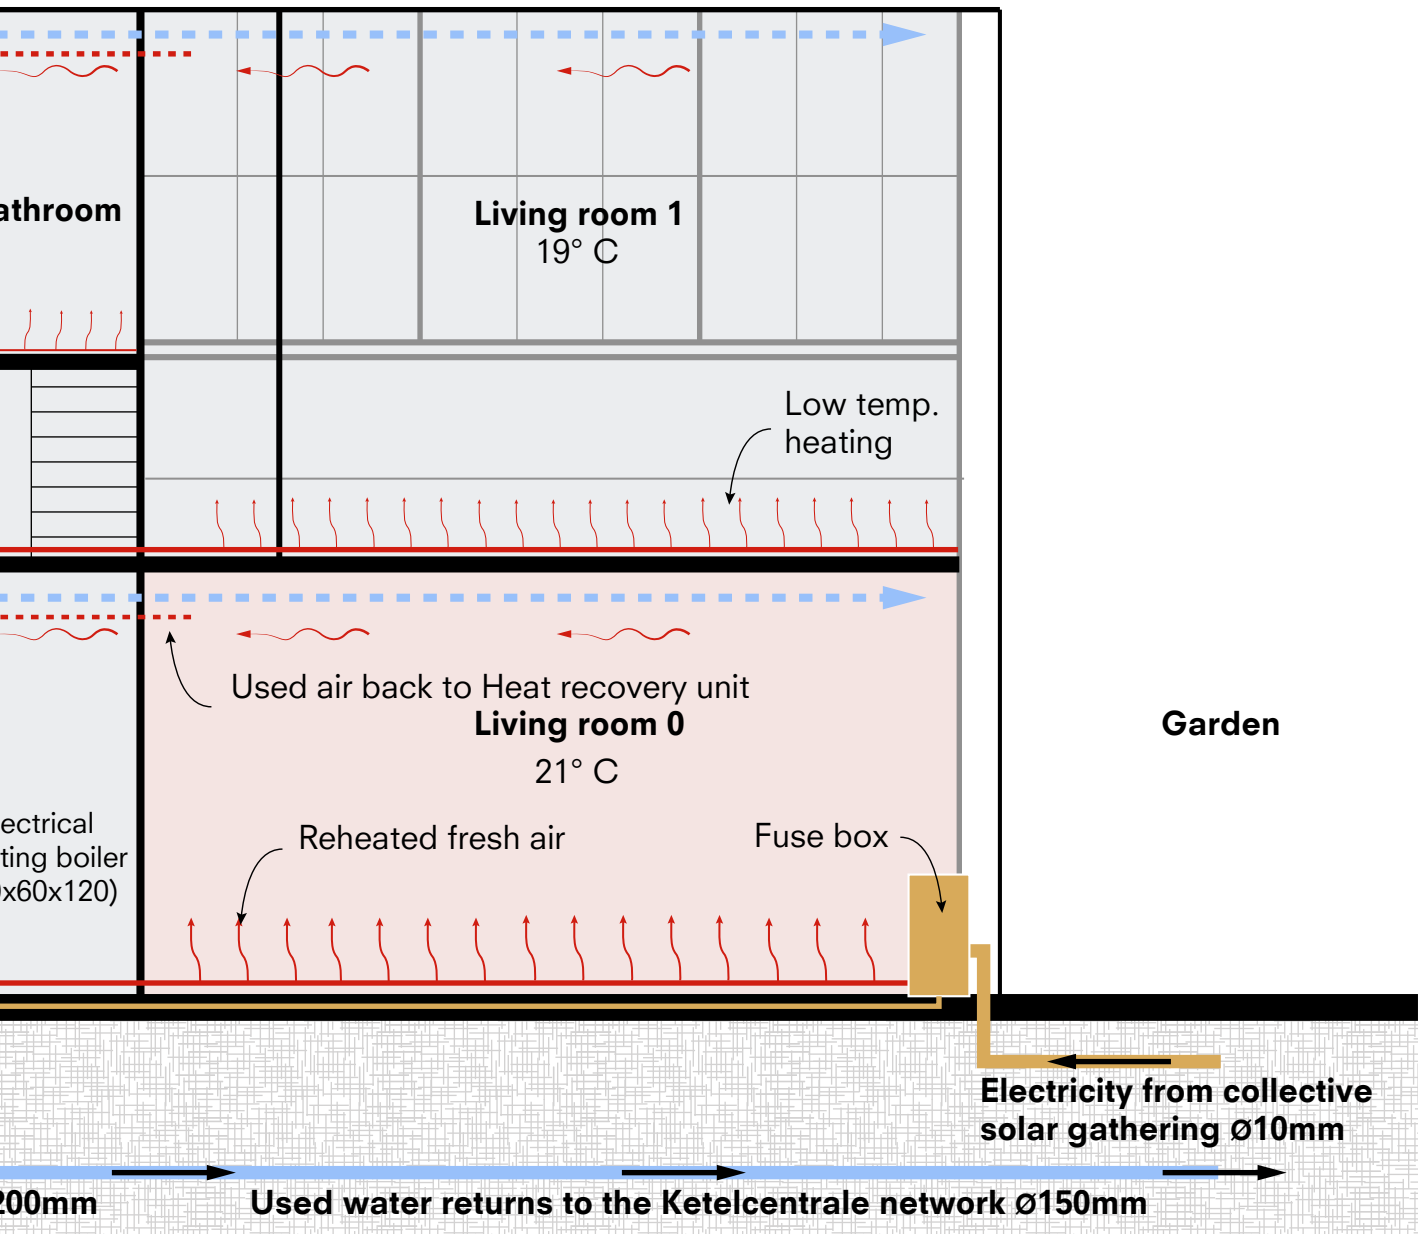 athroom
Living room 1
19° C
Low temp.
heating
Used air back to Heat recovery unit
Living room 0
21° C
Garden
ectrical
ting boiler
x60x120)
Reheated fresh air
Fuse box
Electricity from collective
solar gathering Ø10mm
200mm
Used water returns to the Ketelcentrale network Ø150mm